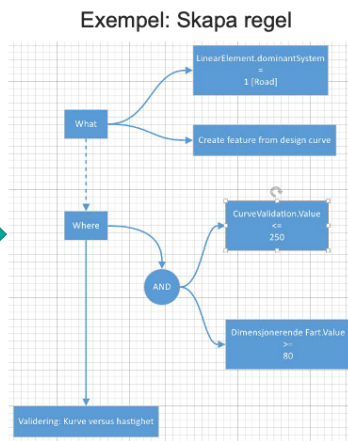 Exempel: Skapa regel
LinearElement.dominantSystem
=
1 [Road]
What
Create feature from design curve
Where
CurveValidation.Value
<=
250
AND
Dimensjonerende Fart.Value
>=
80
Validering: Kurve versus hastighet